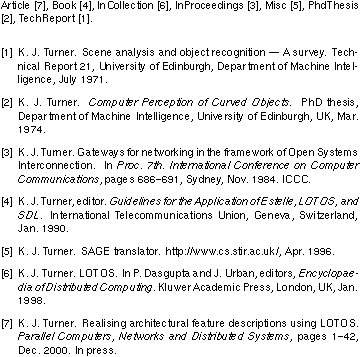 Article [7], Book [4], InCollection [6], InProceedings [3], Misc [5], PhdThesis
[2], TechReport [1].
[1] K. J. Turner. Scene analysis and object recognition — A survey. Tech-
nical Report 21, University of Edinburgh, Department of Machine Intel-
ligence, July 1971.
[2] K. J. Turner. Computer Perception of Curved Objects. PhD thesis,
Department of Machine Intelligence, University of Edinburgh, UK, Mar.
1974.
[3] K. J. Turner. Gateways for networking in the framework of Open Systems
Interconnection. In Proc. 7th. International Conference on Computer
Communications, pages 686–691, Sydney, Nov. 1984. ICCC.
[4] K. J. Turner, editor. Guidelines for the Application of Estelle, LOTOS, and
SDL. International Telecommunications Union, Geneva, Switzerland,
Jan. 1990.
[5] K. J. Turner. SAGE translator. http://www.cs.stir.ac.uk/, Apr. 1996.
[6] K. J. Turner. LOTOS. In P. Dasgupta and J. Urban, editors, Encyclopae-
dia of Distributed Computing. Kluwer Academic Press, London, UK, Jan.
1998.
[7] K. J. Turner. Realising architectural feature descriptions using LOTOS.
Parallel Computers, Networks and Distributed Systems, pages 1–42,
Dec. 2000. In press.